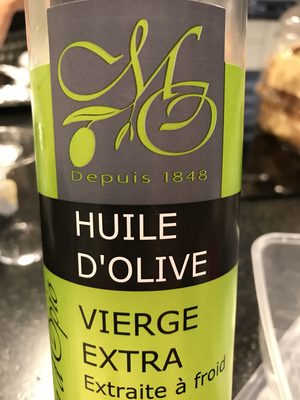 MO
Depuis 1848
HUILE
D'OLIVE
VIERGE
EXTRA
Extraite à froid